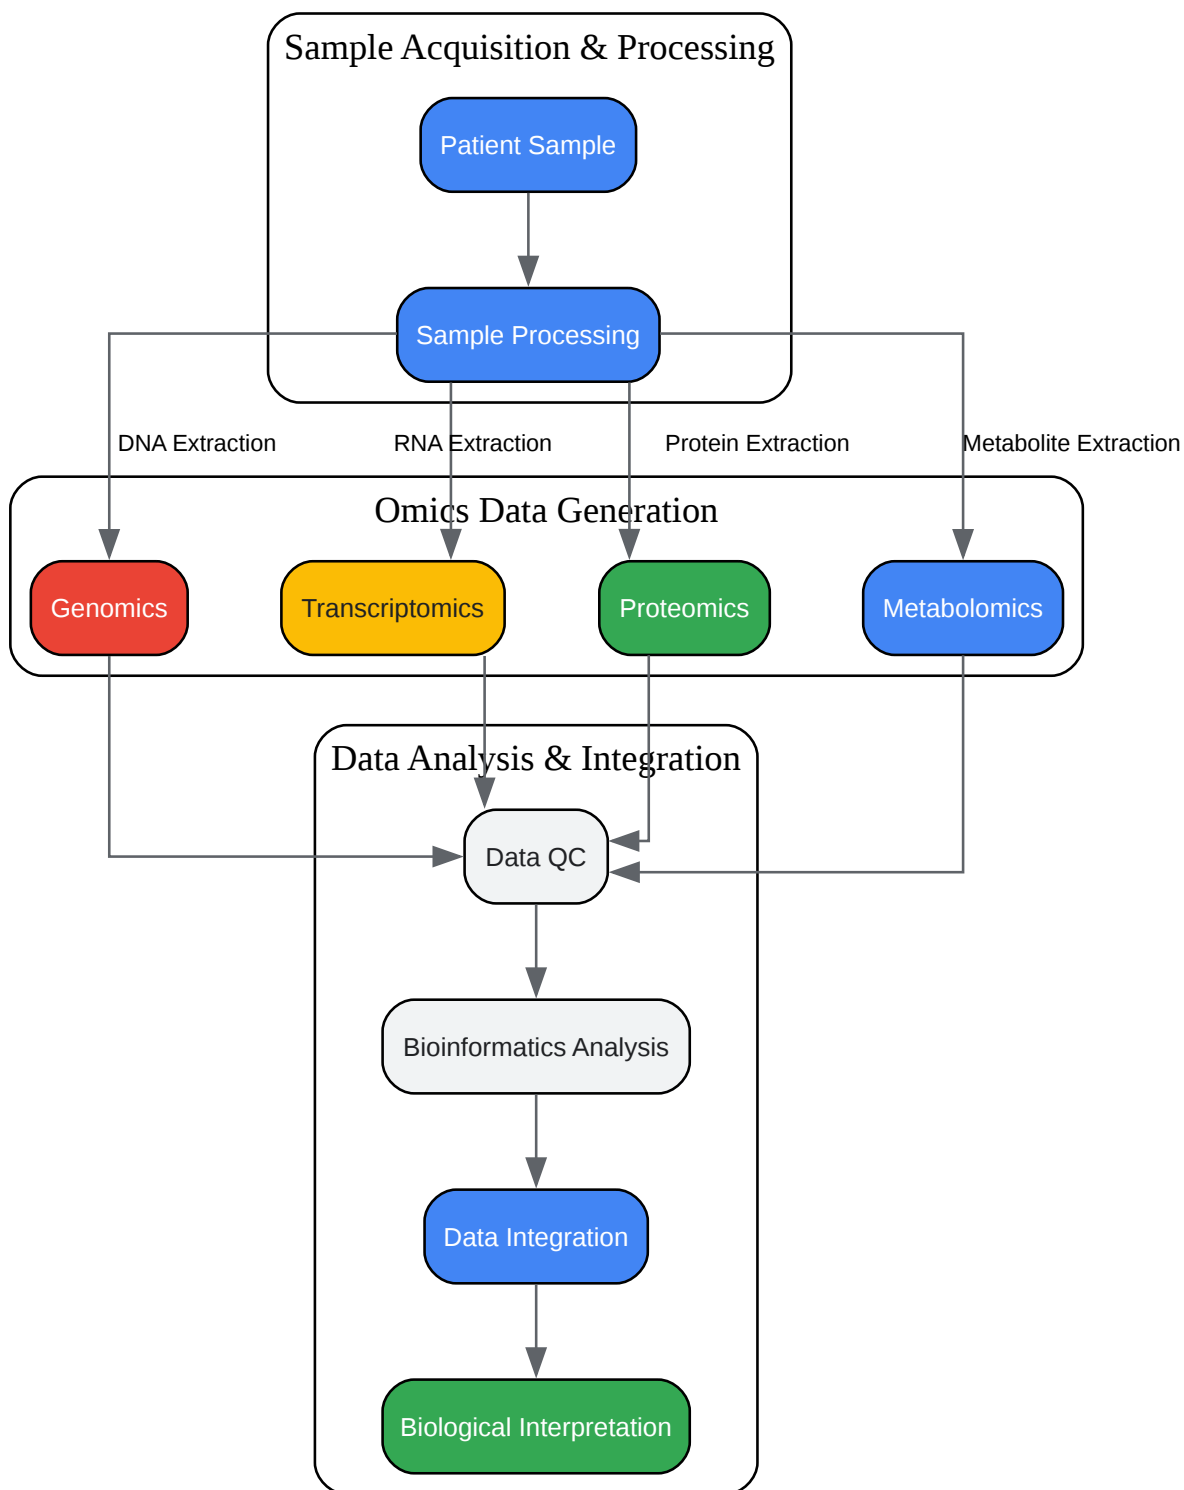 Sample Acquisition & Processing
Patient Sample
Sample Processing
DNA Extraction
RNA Extraction
Protein Extraction
Metabolite Extraction
Omics Data Generation
Genomics
Transcriptomics
Proteomics
Metabolomics
Data Analysis & Integration
Data QC
Bioinformatics Analysis
Data Integration
Biological Interpretation